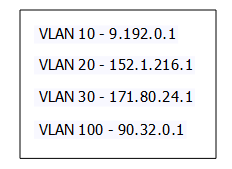 VLAN 10 - 9.192.0.1
VLAN 20 - 152.1.216.1
VLAN 30 - 171.80.24.1
VLAN 100 - 90.32.0.1